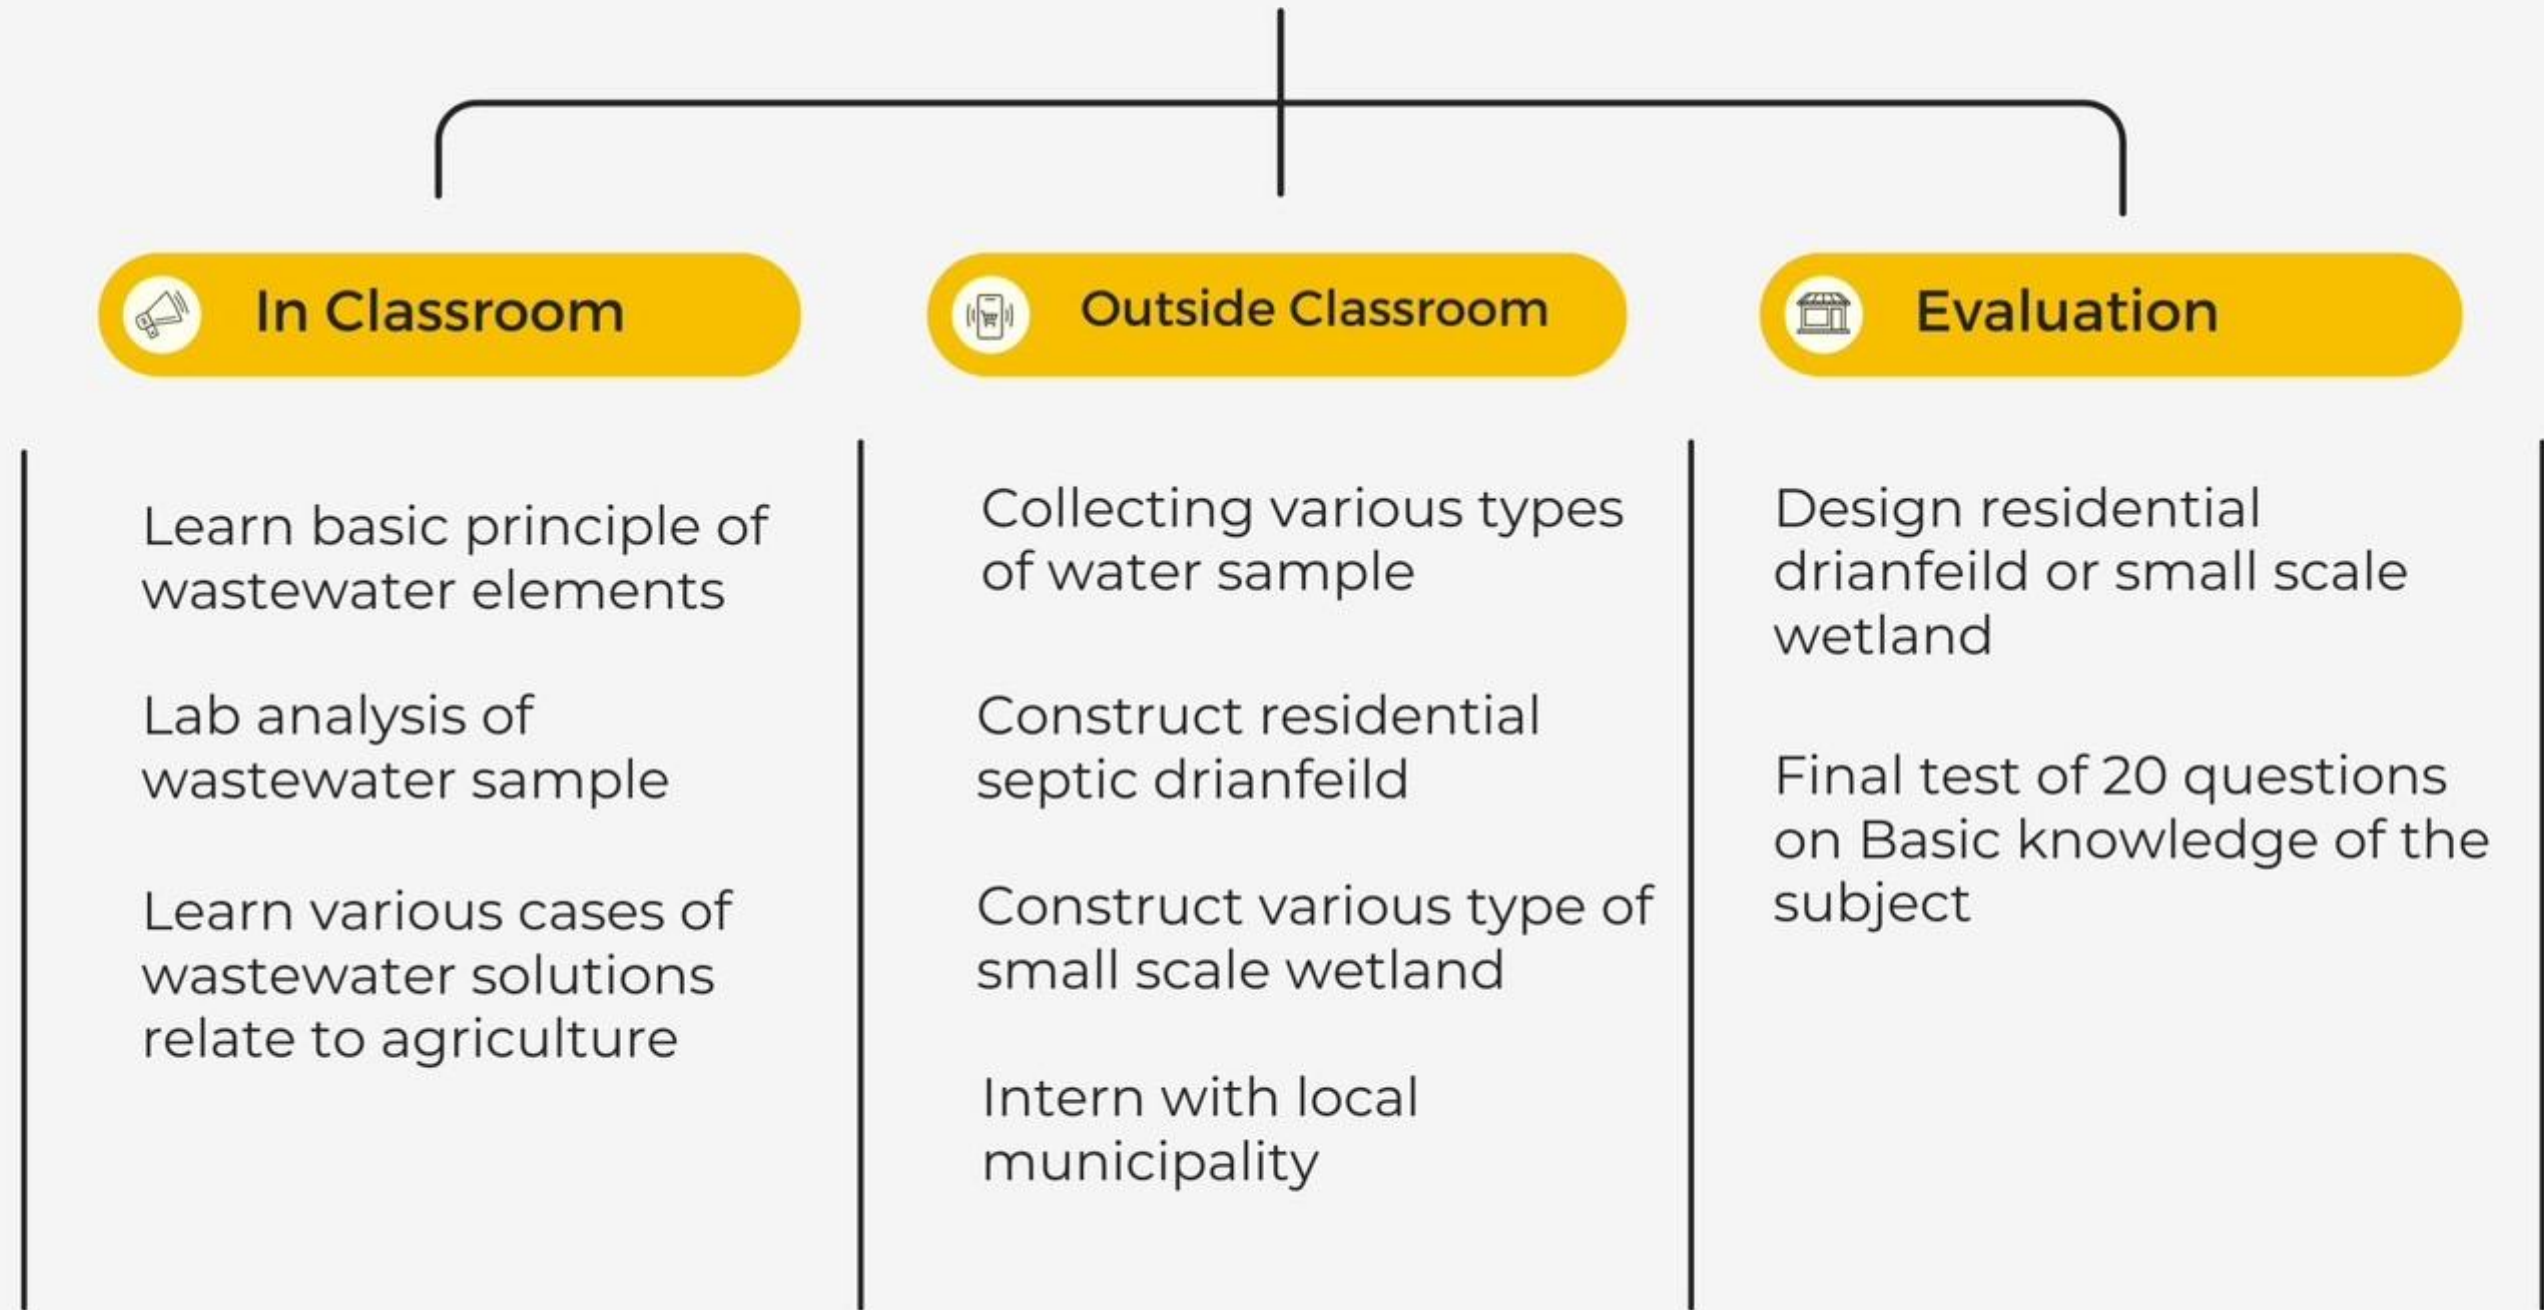 In Classroom
Learn basic principle of
wastewater elements
Lab analysis of
wastewater sample
Learn various cases of
wastewater solutions
relate to agriculture
Outside Classroom
Collecting various types
of water sample
Construct residential
septic drianfeild
Construct various type of
small scale wetland
Intern with local
municipality
Evaluation
Design residential
drianfeild or small scale
wetland
Final test of 20 questions
on Basic knowledge of the
subject